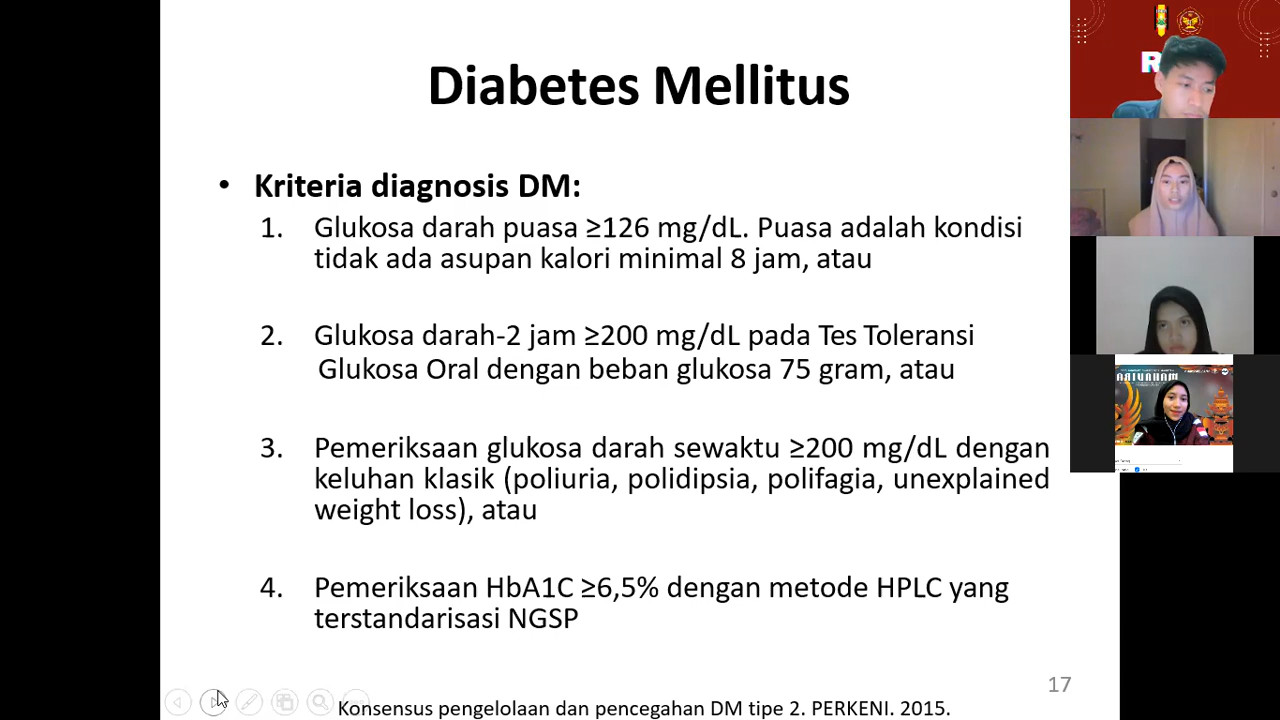 Diabetes Mellitus
• Kriteria diagnosis DM:
1. Glukosa darah puasa ≥126 mg/dL. Puasa adalah kondisi
tidak ada asupan kalori minimal 8 jam, atau
2. Glukosa darah-2 jam ≥200 mg/dL pada Tes Toleransi
Glukosa Oral dengan beban glukosa 75 gram, atau
3. Pemeriksaan glukosa darah sewaktu ≥200 mg/dL dengan
keluhan klasik (poliuria, polidipsia, polifagia, unexplained
weight loss), atau
4. Pemeriksaan HbA1C ≥6,5% dengan metode HPLC yang
terstandarisasi NGSP
17
Konsensus pengelolaan dan pencegahan DM tipe 2. PERKENI. 2015.